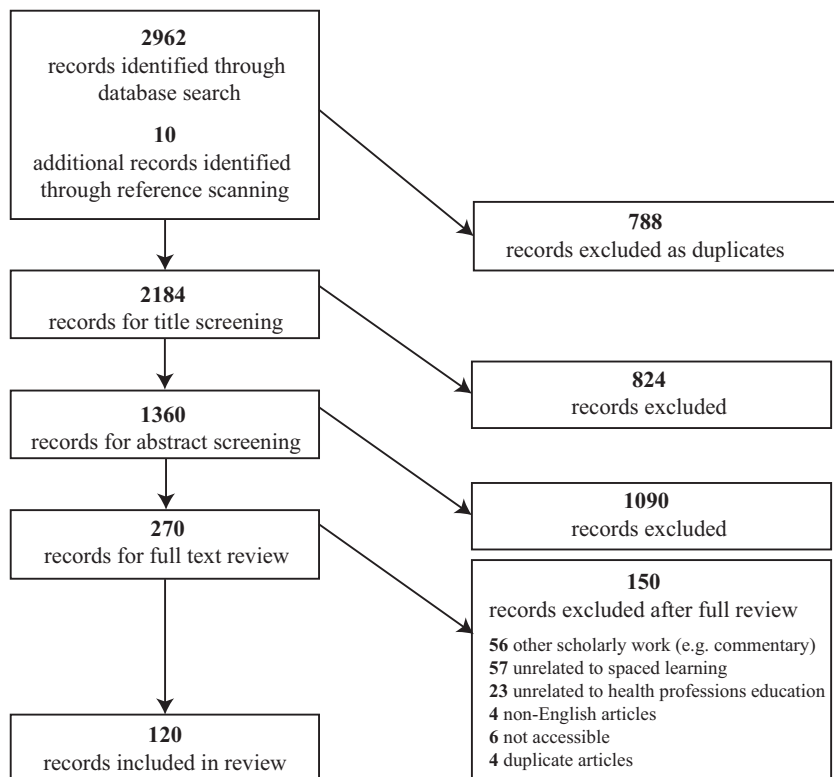 2962
records identified through
database search
10
additional records identified
through reference scanning
788
records excluded as duplicates
2184
records for title screening
824
records excluded
1360
records for abstract screening
1090
records excluded
270
records for full text review
150
records excluded after full review
56 other scholarly work (e.g. commentary)
57 unrelated to spaced learning
23 unrelated to health professions education
4 non-English articles
6 not accessible
4 duplicate articles
120
records included in review